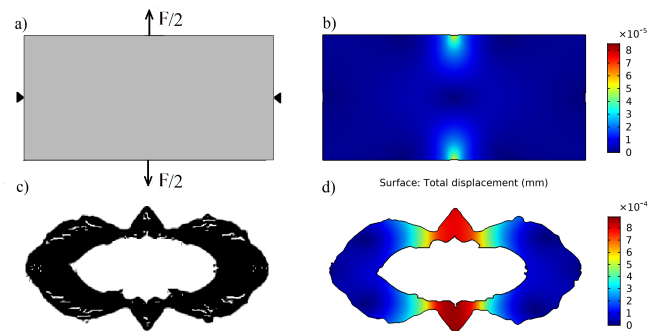 a)
F/2
F/2
b)
×10⁻⁵
8
7
6
5
4
3
2
1
0
c)
d)
Surface: Total displacement (mm)
×10⁻⁴
8
7
6
5
4
3
2
1
0